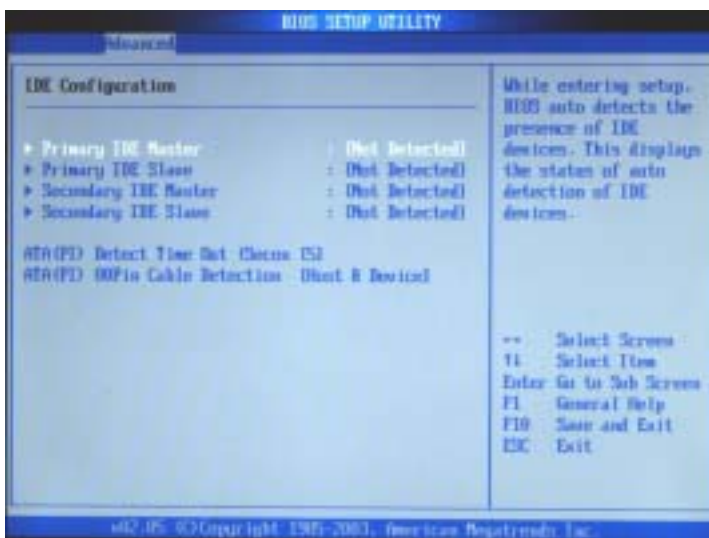 BIOS SETUP UTILITY
Advanced
IDE Configuration
▶ Primary IDE Master : [Not Detected]
▶ Primary IDE Slave : [Not Detected]
▶ Secondary IDE Master : [Not Detected]
▶ Secondary IDE Slave : [Not Detected]
ATA(PI) Detect Time Out (Secon [5]
ATA(PI) 80Pin Cable Detection [Host & Device]
While entering setup,
BIOS auto detects the
presence of IDE
devices. This displays
the status of auto
detection of IDE
devices.
↔ Select Screen
↑↓ Select Item
Enter Go to Sub Screen
F1 General Help
F10 Save and Exit
ESC Exit
v02.05 (C)Copyright 1985-2003, American Megatrends Inc.